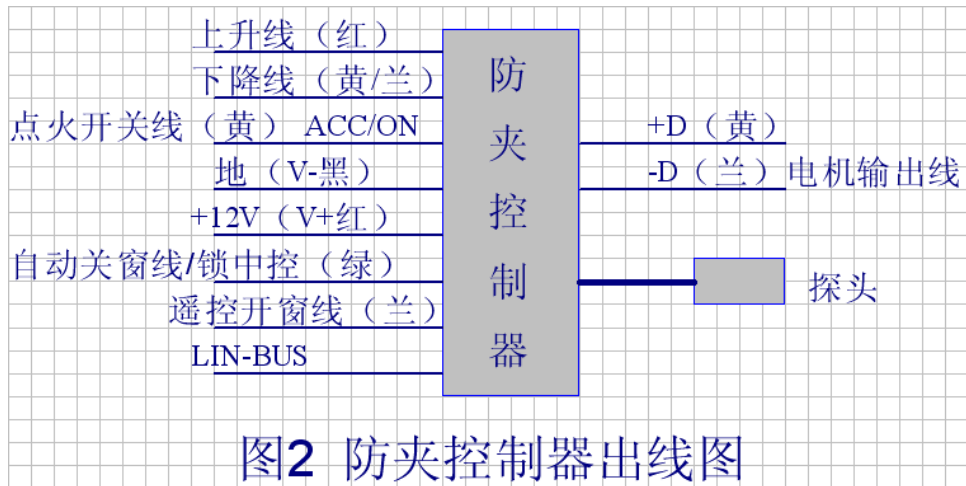 上升线（红）
下降线（黄/兰）
点火开关线（黄）ACC/ON
地（V-黑）
+12V（V+红）
自动关窗线/锁中控（绿）
遥控开窗线（兰）
LIN-BUS
防夹控制器
+D（黄）
-D（兰）电机输出线
探头
图2 防夹控制器出线图